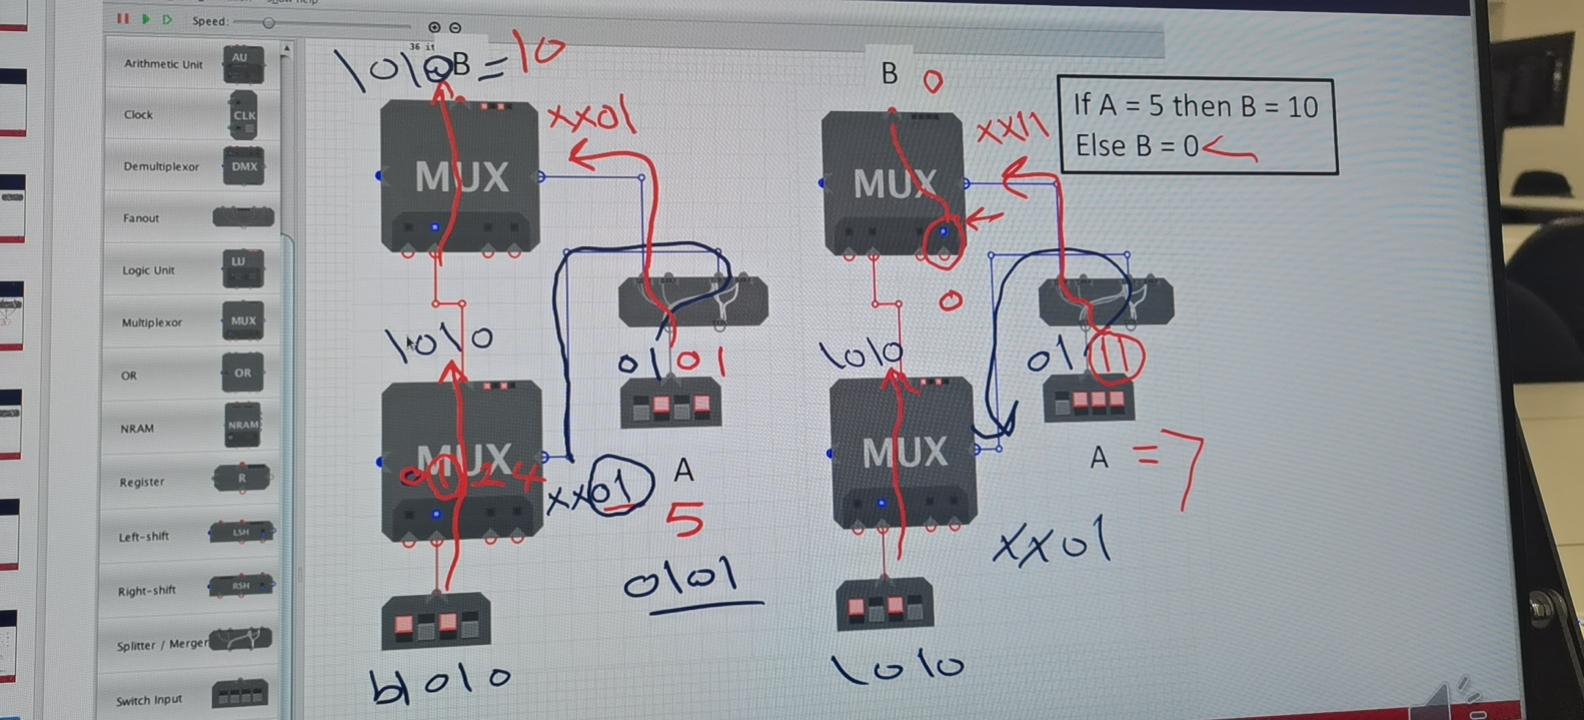 Speed:
Arithmetic Unit AU
Clock CLK
Demultiplexor DMX
Fanout
Logic Unit LU
Multiplexor MUX
OR OR
NRAM NRAM
Register R
Left-shift LSH
Right-shift RSH
Splitter / Merger
Switch Input
1010 B = 10
xx01
MUX
1010
0101
MUX
0 1 2 4
xx01
A
5
0101
b1010
B 0
xx11
MUX
0
1010
0111
MUX
A = 7
xx01
1010
If A = 5 then B = 10
Else B = 0